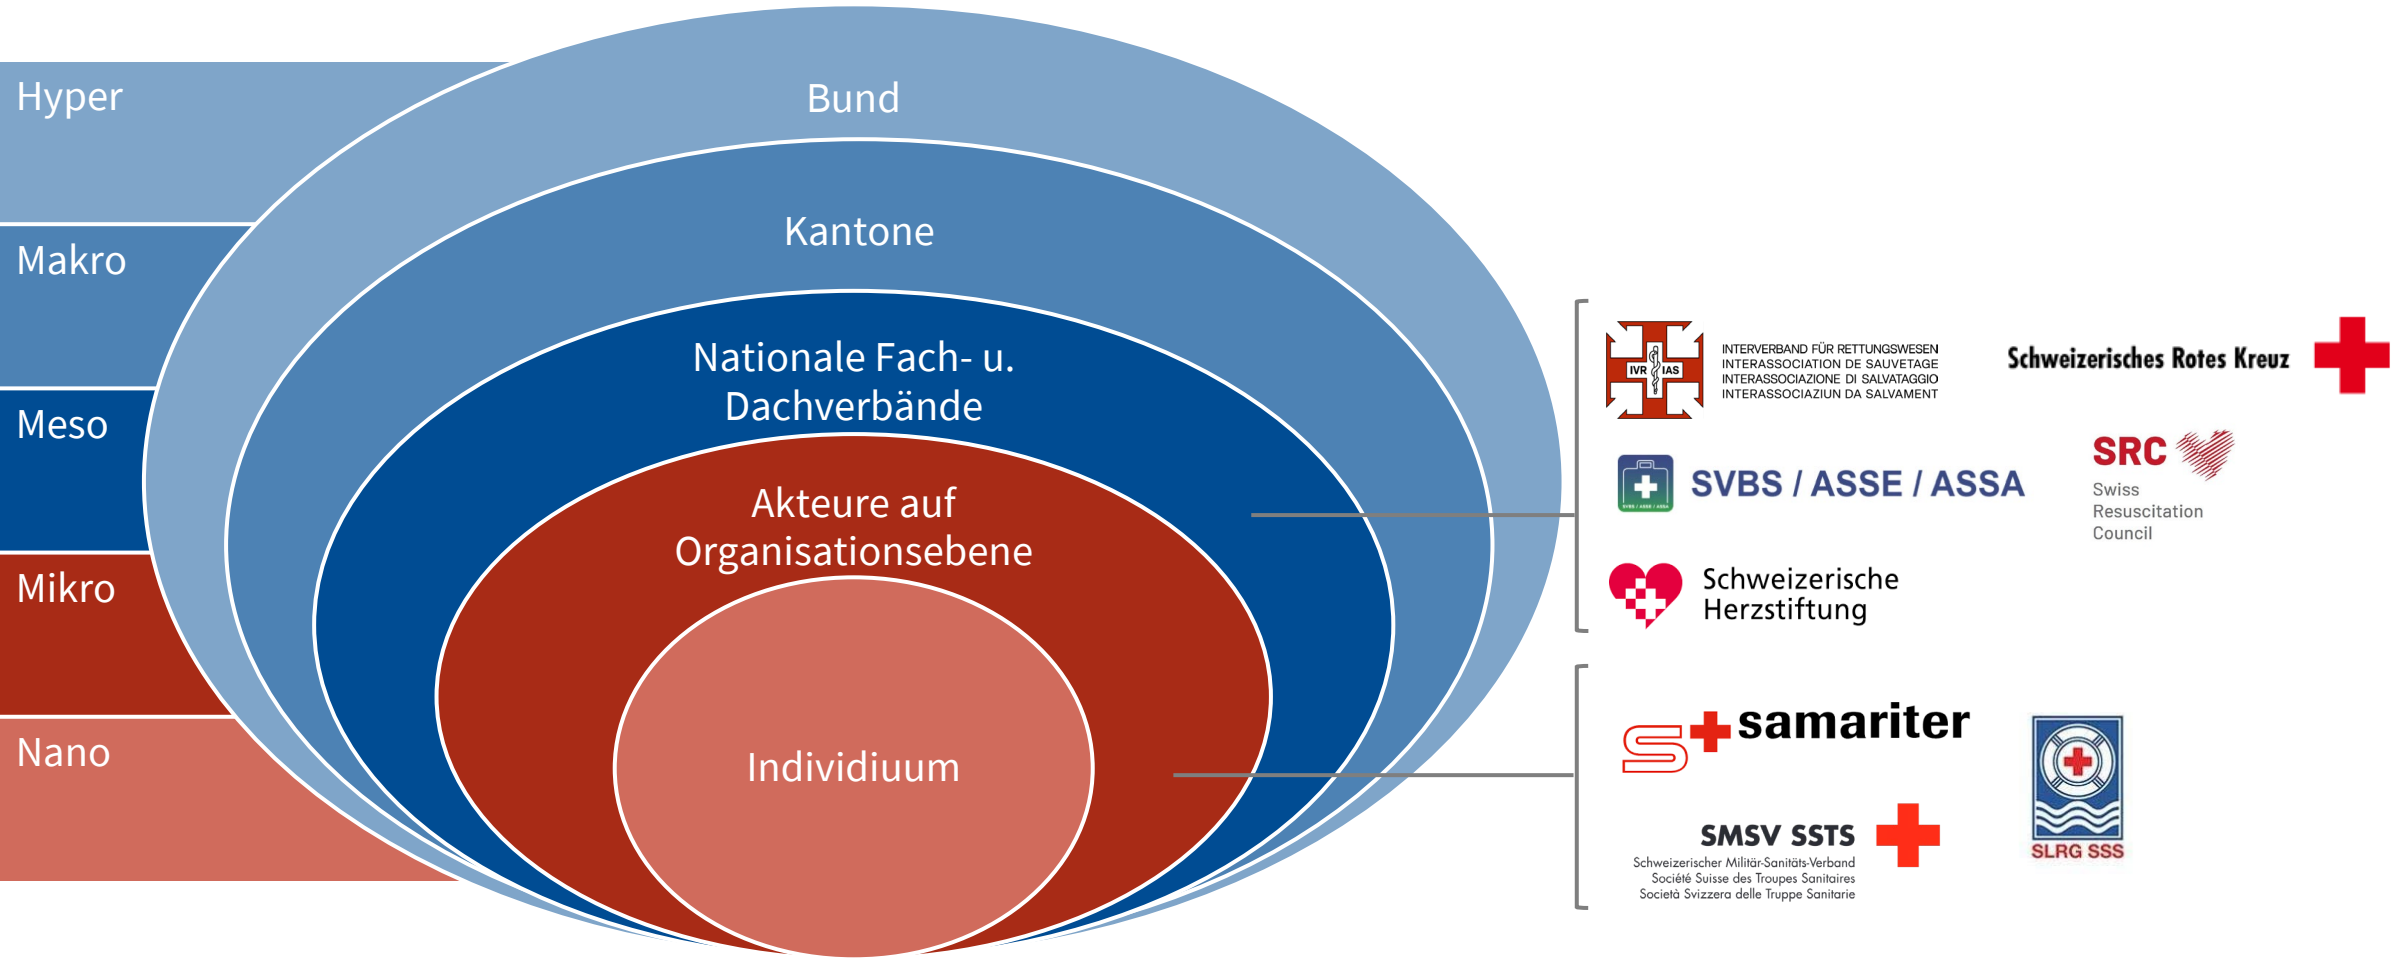 Hyper
Makro
Meso
Mikro
Nano
Bund
Kantone
Nationale Fach- u.
Dachverbände
Akteure auf
Organisationsebene
Individiuum
IVR IAS
INTERVERBAND FÜR RETTUNGSWESEN
INTERASSOCIATION DE SAUVETAGE
INTERASSOCIAZIONE DI SALVATAGGIO
INTERASSOCIAZIUN DA SALVAMENT
Schweizerisches Rotes Kreuz
SVBS / ASSE / ASSA
SVBS / ASSE / ASSA
SRC
Swiss
Resuscitation
Council
Schweizerische
Herzstiftung
samariter
SMSV SSTS
Schweizerischer Militär-Sanitäts-Verband
Société Suisse des Troupes Sanitaires
Società Svizzera delle Truppe Sanitarie
SLRG SSS